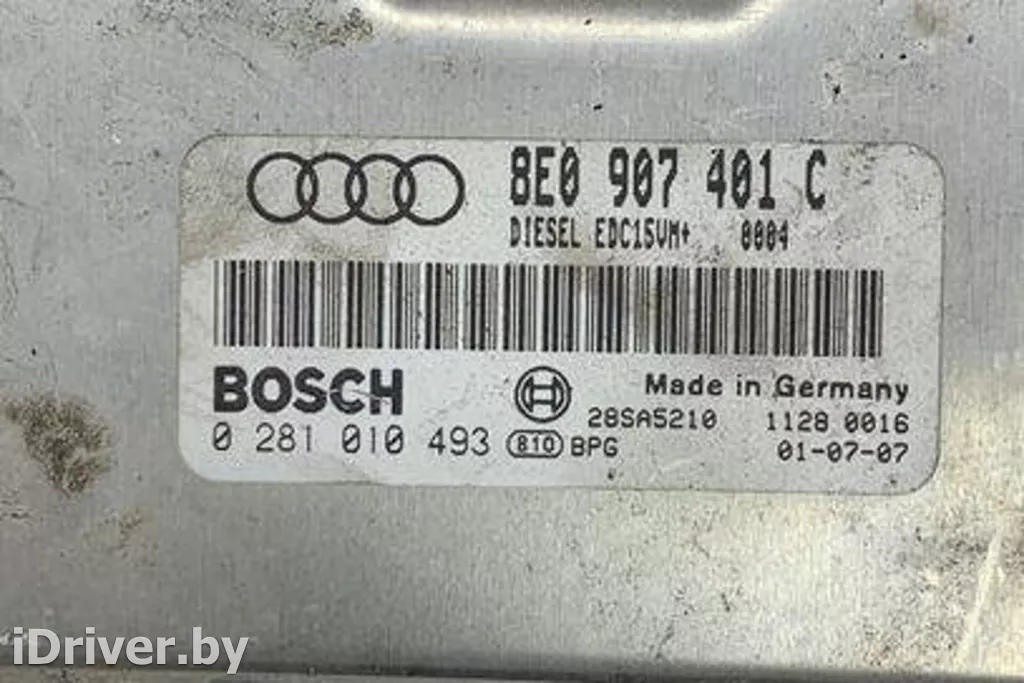 8E0 907 401 C
DIESEL EDC15VM+ 0004
BOSCH
Made in Germany
28SA5210 1128 0016
0 281 010 493 810 BPG 01-07-07
iDriver.by